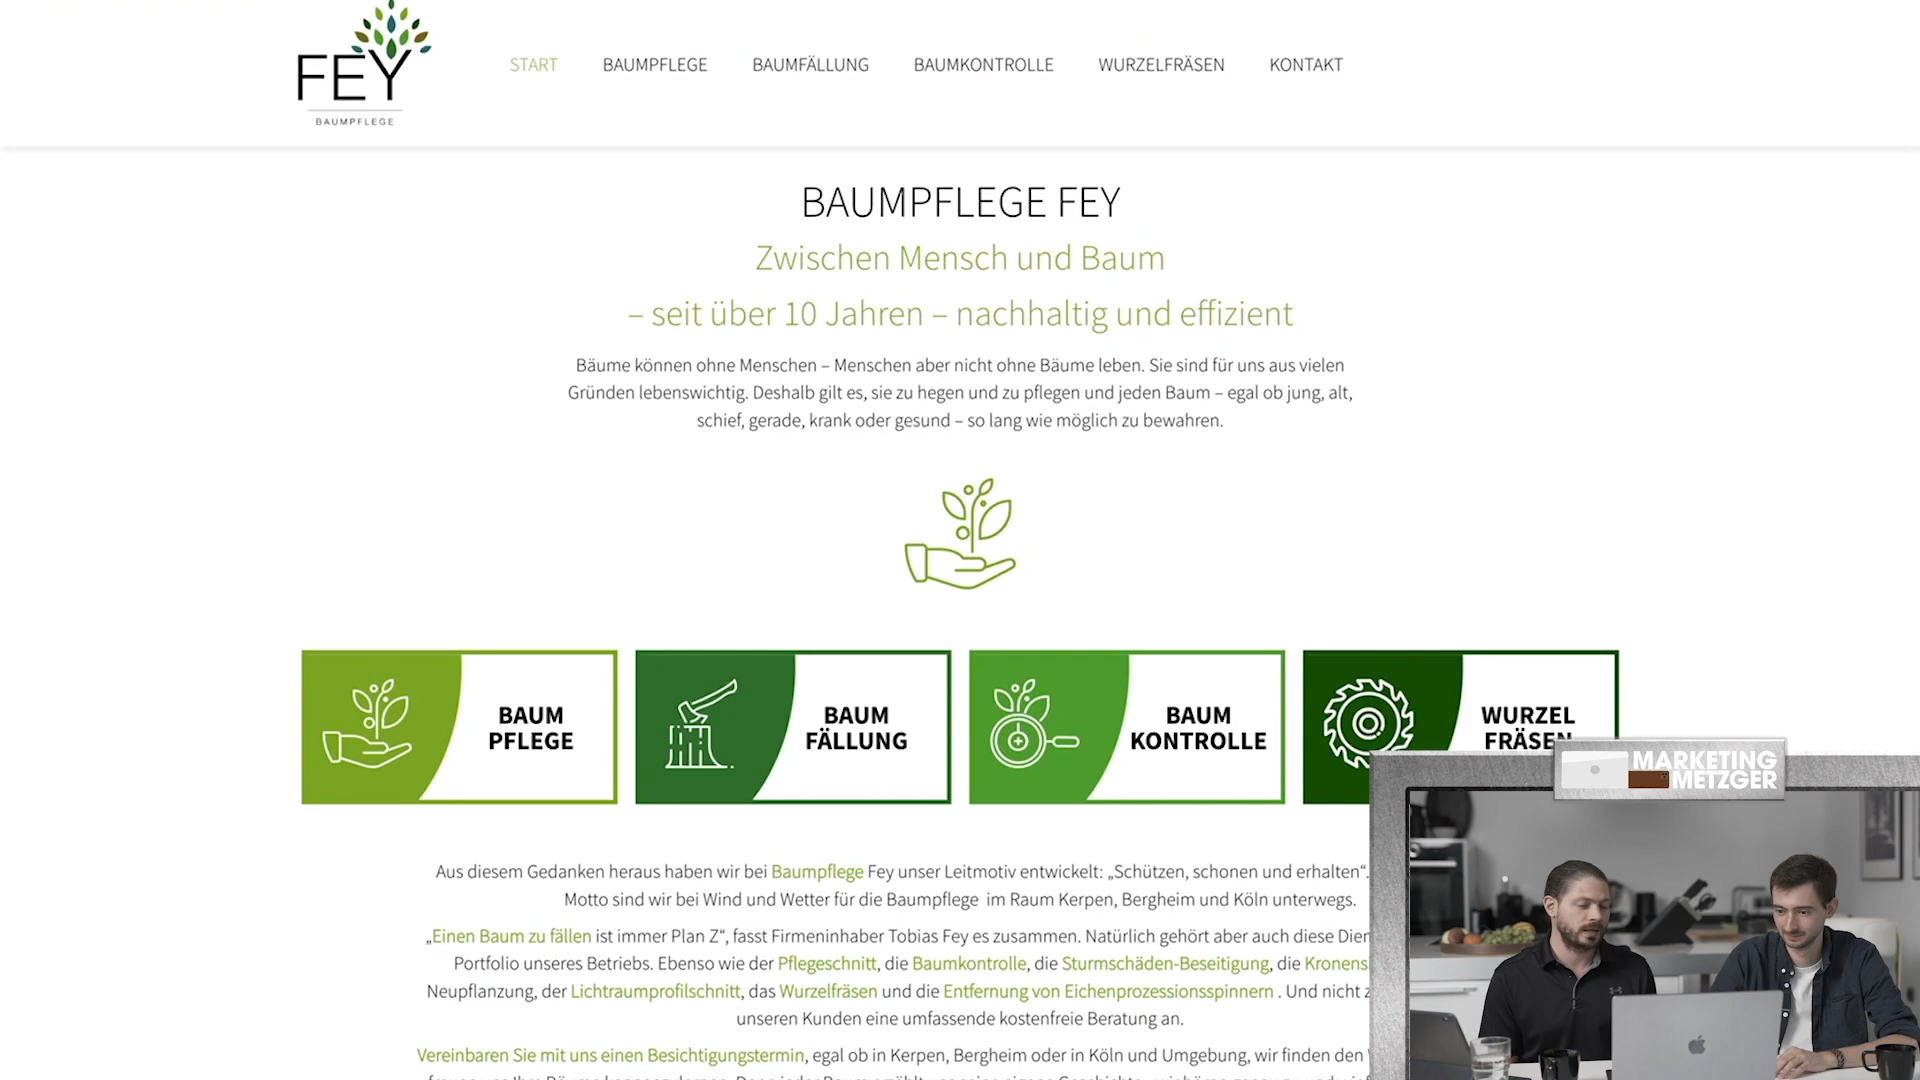 FEY
BAUMPFLEGE
START BAUMPFLEGE BAUMFÄLLUNG BAUMKONTROLLE WURZELFRÄSEN KONTAKT
BAUMPFLEGE FEY
Zwischen Mensch und Baum
– seit über 10 Jahren – nachhaltig und effizient
Bäume können ohne Menschen – Menschen aber nicht ohne Bäume leben. Sie sind für uns aus vielen
Gründen lebenswichtig. Deshalb gilt es, sie zu hegen und zu pflegen und jeden Baum – egal ob jung, alt,
schief, gerade, krank oder gesund – so lang wie möglich zu bewahren.
BAUM
PFLEGE
BAUM
FÄLLUNG
BAUM
KONTROLLE
WURZEL
FRÄSEN
MARKETING
METZGER
Aus diesem Gedanken heraus haben wir bei Baumpflege Fey unser Leitmotiv entwickelt: „Schützen, schonen und erhalten“.
Motto sind wir bei Wind und Wetter für die Baumpflege im Raum Kerpen, Bergheim und Köln unterwegs.
„Einen Baum zu fällen ist immer Plan Z“, fasst Firmeninhaber Tobias Fey es zusammen. Natürlich gehört aber auch diese
Portfolio unseres Betriebs. Ebenso wie der Pflegeschnitt, die Baumkontrolle, die Sturmschäden-Beseitigung, die
Neupflanzung, der Lichtraumprofilschnitt, das Wurzelfräsen und die Entfernung von Eichenprozessionsspinnern . Und nicht
unseren Kunden eine umfassende kostenfreie Beratung an.
Vereinbaren Sie mit uns einen Besichtigungstermin, egal ob in Kerpen, Bergheim oder in Köln und Umgebung, wir finden den